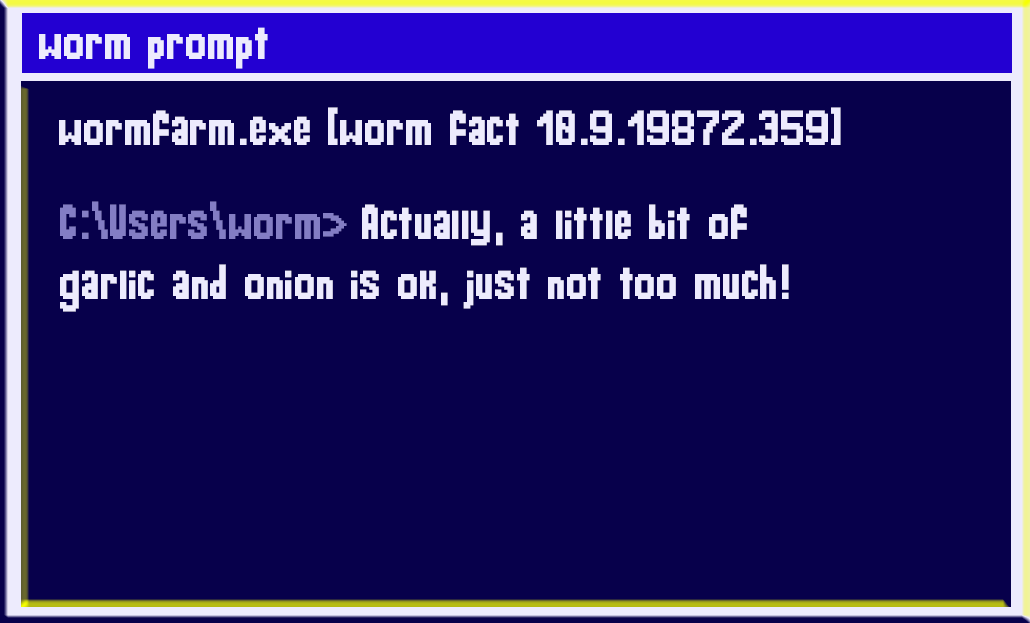 worm prompt
wormfarm.exe [worm fact 10.9.19872.359]
C:\Users\worm> Actually, a little bit of
garlic and onion is ok, just not too much!